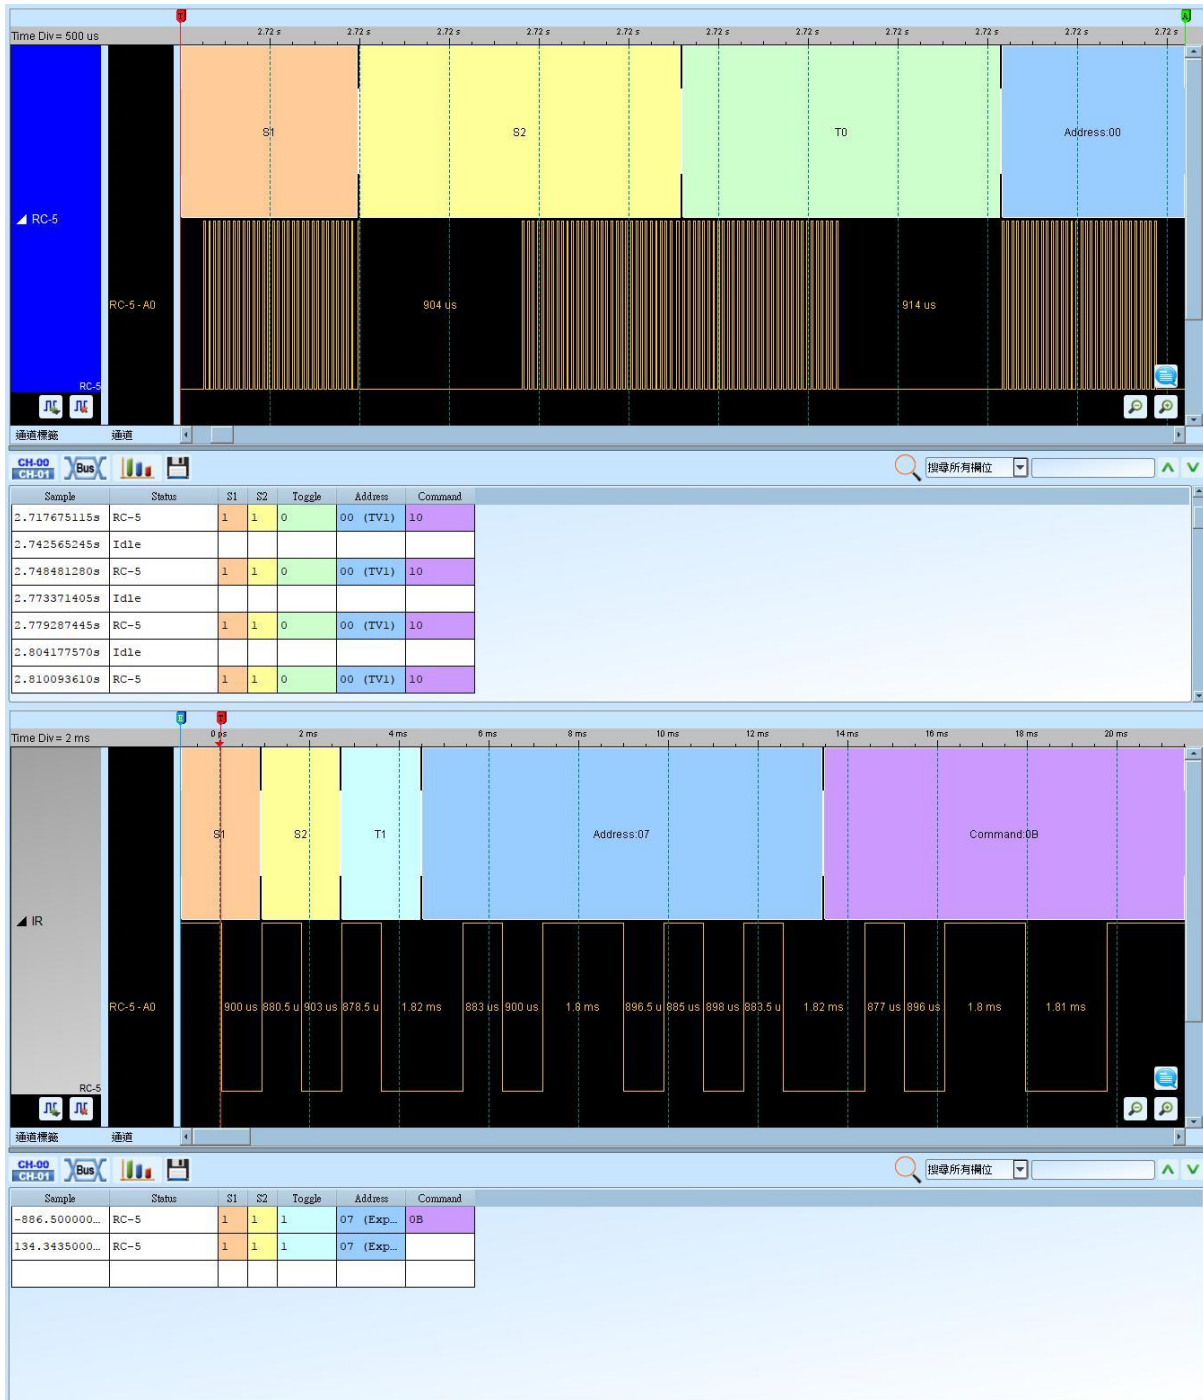 Time Div = 500 us
T
A
2.72 s 2.72 s 2.72 s 2.72 s 2.72 s 2.72 s 2.72 s 2.72 s 2.72 s 2.72 s 2.72 s
S1 S2 T0 Address:00
RC-5
RC-5 - A0
904 us 914 us
RC-5
通道標籤 通道
CH-00
CH-01
Bus
搜尋所有欄位
Sample Status S1 S2 Toggle Address Command
2.717675115s RC-5 1 1 0 00 (TV1) 10
2.742565245s Idle
2.748481280s RC-5 1 1 0 00 (TV1) 10
2.773371405s Idle
2.779287445s RC-5 1 1 0 00 (TV1) 10
2.804177570s Idle
2.810093610s RC-5 1 1 0 00 (TV1) 10
T
Time Div = 2 ms
0 ps 2 ms 4 ms 6 ms 8 ms 10 ms 12 ms 14 ms 16 ms 18 ms 20 ms
S1 S2 T1 Address:07 Command:0B
IR
RC-5 - A0
900 us 880.5 u 903 us 878.5 u 1.82 ms 883 us 900 us 1.8 ms 896.5 u 885 us 898 us 883.5 u 1.82 ms 877 us 896 us 1.8 ms 1.81 ms
RC-5
通道標籤 通道
CH-00
CH-01
Bus
搜尋所有欄位
Sample Status S1 S2 Toggle Address Command
-886.500000... RC-5 1 1 1 07 (Exp... 0B
134.3435000... RC-5 1 1 1 07 (Exp...